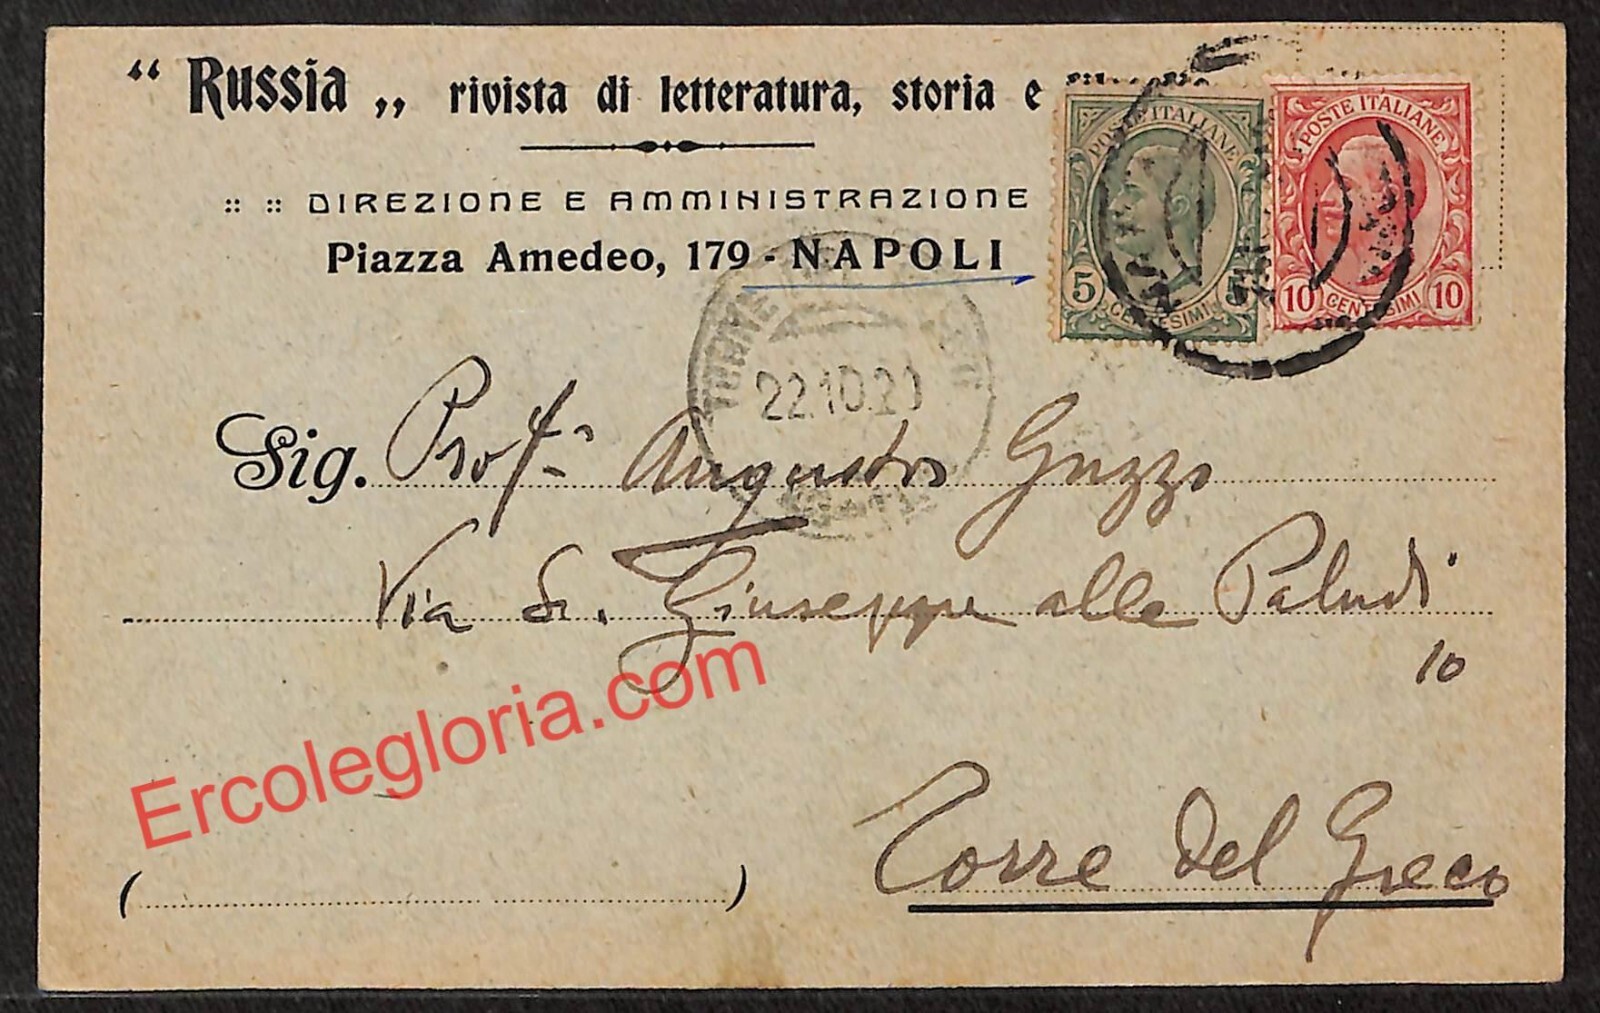 “ Russia „ rivista di letteratura, storia e
:: :: DIREZIONE E AMMINISTRAZIONE
Piazza Amedeo, 179 - NAPOLI
POSTE ITALIANE
5 CENTESIMI 5
POSTE ITALIANE
10 CENTESIMI 10
22.10.20
Sig. Prof. Augusto Guzzo
Via S. Giuseppe alle Paludi
10
Ercolegloria.com
Torre del Greco
( )